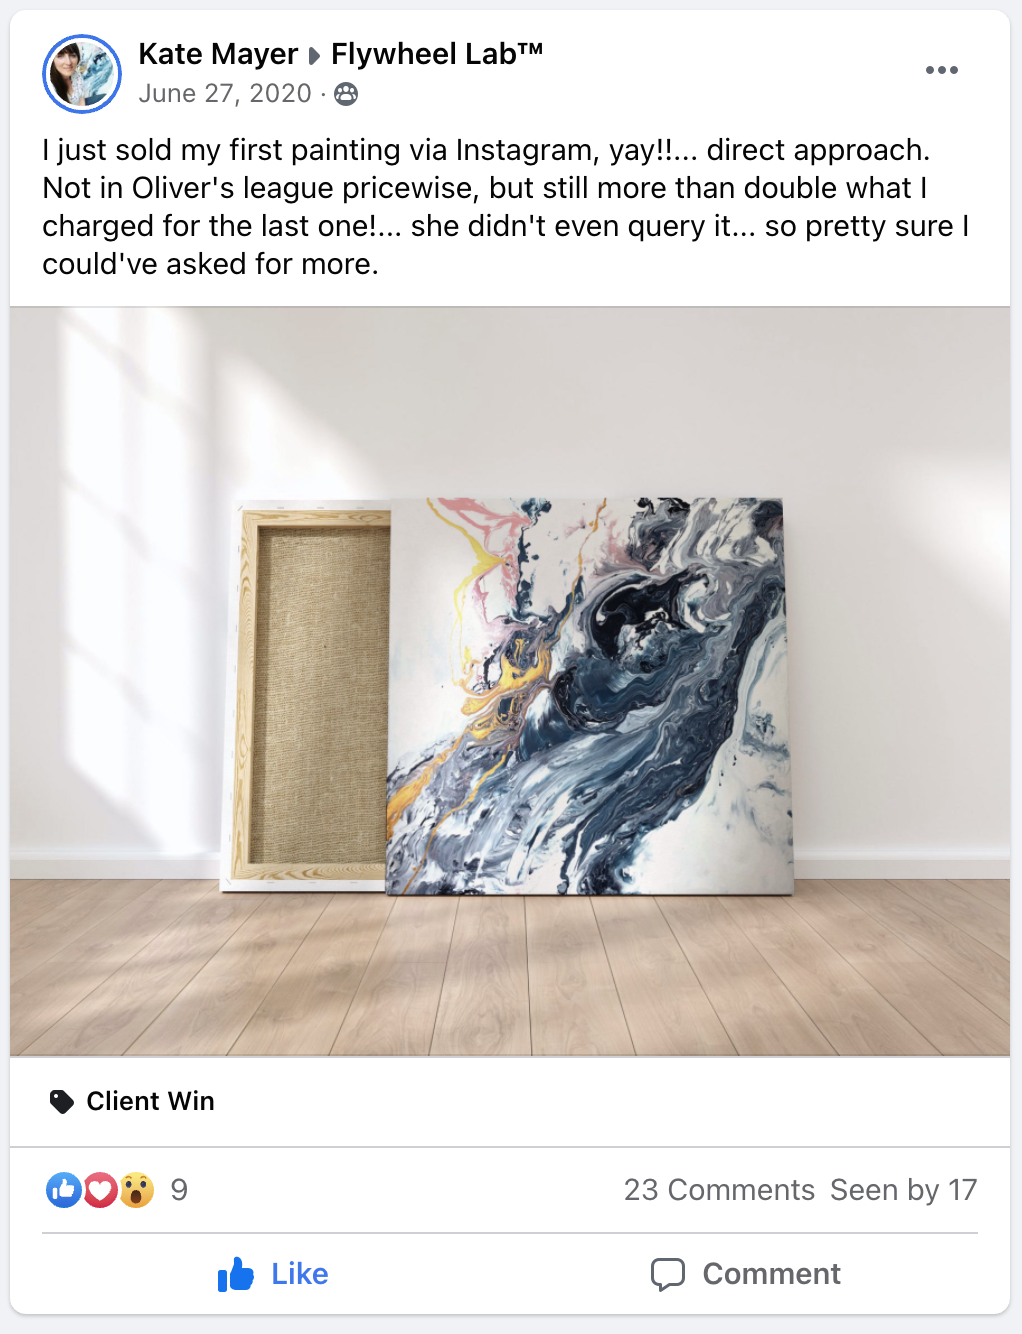 Kate Mayer Flywheel Lab™
June 27, 2020 ·
I just sold my first painting via Instagram, yay!!... direct approach.
Not in Oliver's league pricewise, but still more than double what I
charged for the last one!... she didn't even query it... so pretty sure I
could've asked for more.
Client Win
9 23 Comments Seen by 17
Like Comment